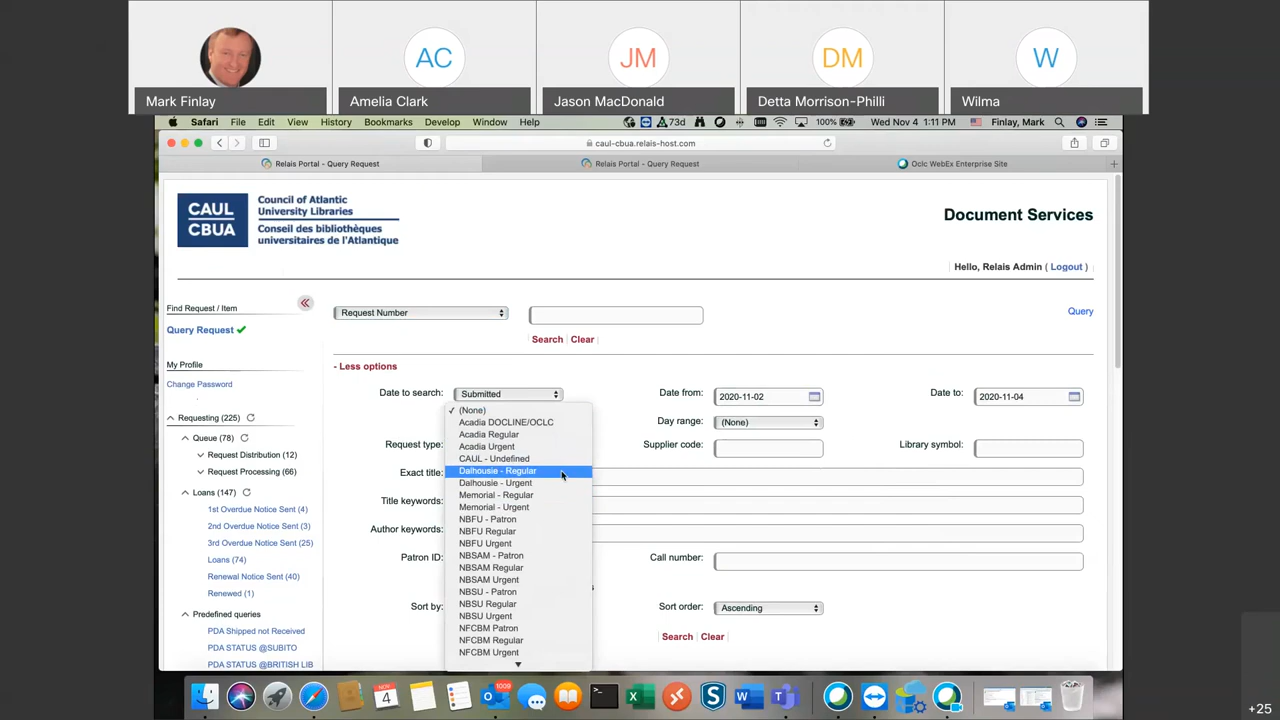 AC
JM
DM
W
Mark Finlay
Amelia Clark
Jason MacDonald
Detta Morrison-Philli
Wilma
Safari File Edit View History Bookmarks Develop Window Help
73d
100%
Wed Nov 4 1:11 PM Finlay, Mark
caul-cbua.relais-host.com
Relais Portal - Query Request
Relais Portal - Query Request
Oclc WebEx Enterprise Site
CAUL
CBUA
Council of Atlantic
University Libraries
Conseil des bibliothèques
universitaires de l'Atlantique
Document Services
Hello, Relais Admin ( Logout )
Find Request / Item
Query Request
My Profile
Change Password
Requesting (225)
Queue (78)
Request Distribution (12)
Request Processing (66)
Loans (147)
1st Overdue Notice Sent (4)
2nd Overdue Notice Sent (3)
3rd Overdue Notice Sent (25)
Loans (74)
Renewal Notice Sent (40)
Renewed (1)
Predefined queries
PDA Shipped not Received
PDA STATUS @SUBITO
PDA STATUS @BRITISH LIB
Request Number
Query
Search Clear
- Less options
Date to search: Submitted
Date from: 2020-11-02
Date to: 2020-11-04
Day range: (None)
Request type:
Supplier code:
Library symbol:
Exact title:
Title keywords:
Author keywords:
Patron ID:
Call number:
Sort by:
Sort order: Ascending
Search Clear
✓ (None)
Acadia DOCLINE/OCLC
Acadia Regular
Acadia Urgent
CAUL - Undefined
Dalhousie - Regular
Dalhousie - Urgent
Memorial - Regular
Memorial - Urgent
NBFU - Patron
NBFU Regular
NBFU Urgent
NBSAM - Patron
NBSAM Regular
NBSAM Urgent
NBSU - Patron
NBSU Regular
NBSU Urgent
NFCBM Patron
NFCBM Regular
NFCBM Urgent
NOV
4
1009
+25